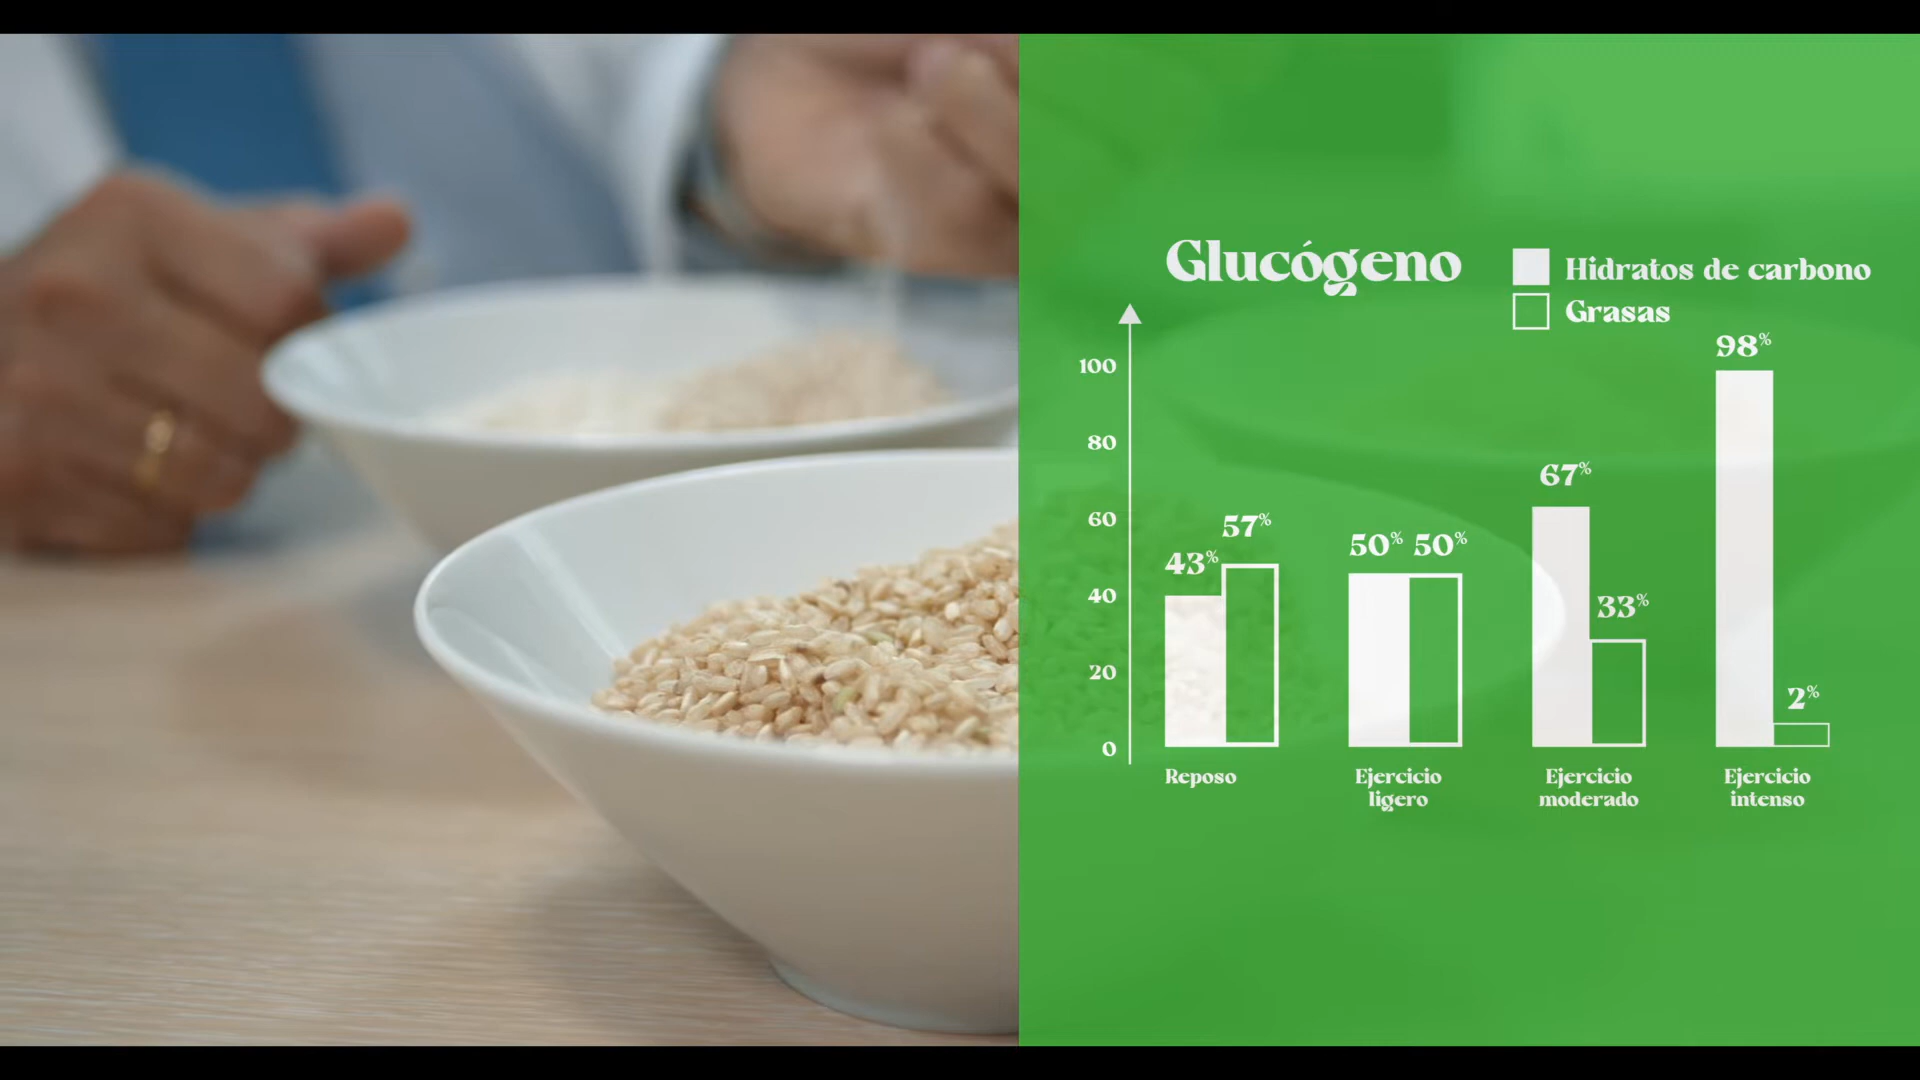 Glucógeno
Hidratos de carbono
Grasas
100
80
60
40
20
0
43%
57%
50%
50%
67%
33%
98%
2%
Reposo
Ejercicio
ligero
Ejercicio
moderado
Ejercicio
intenso